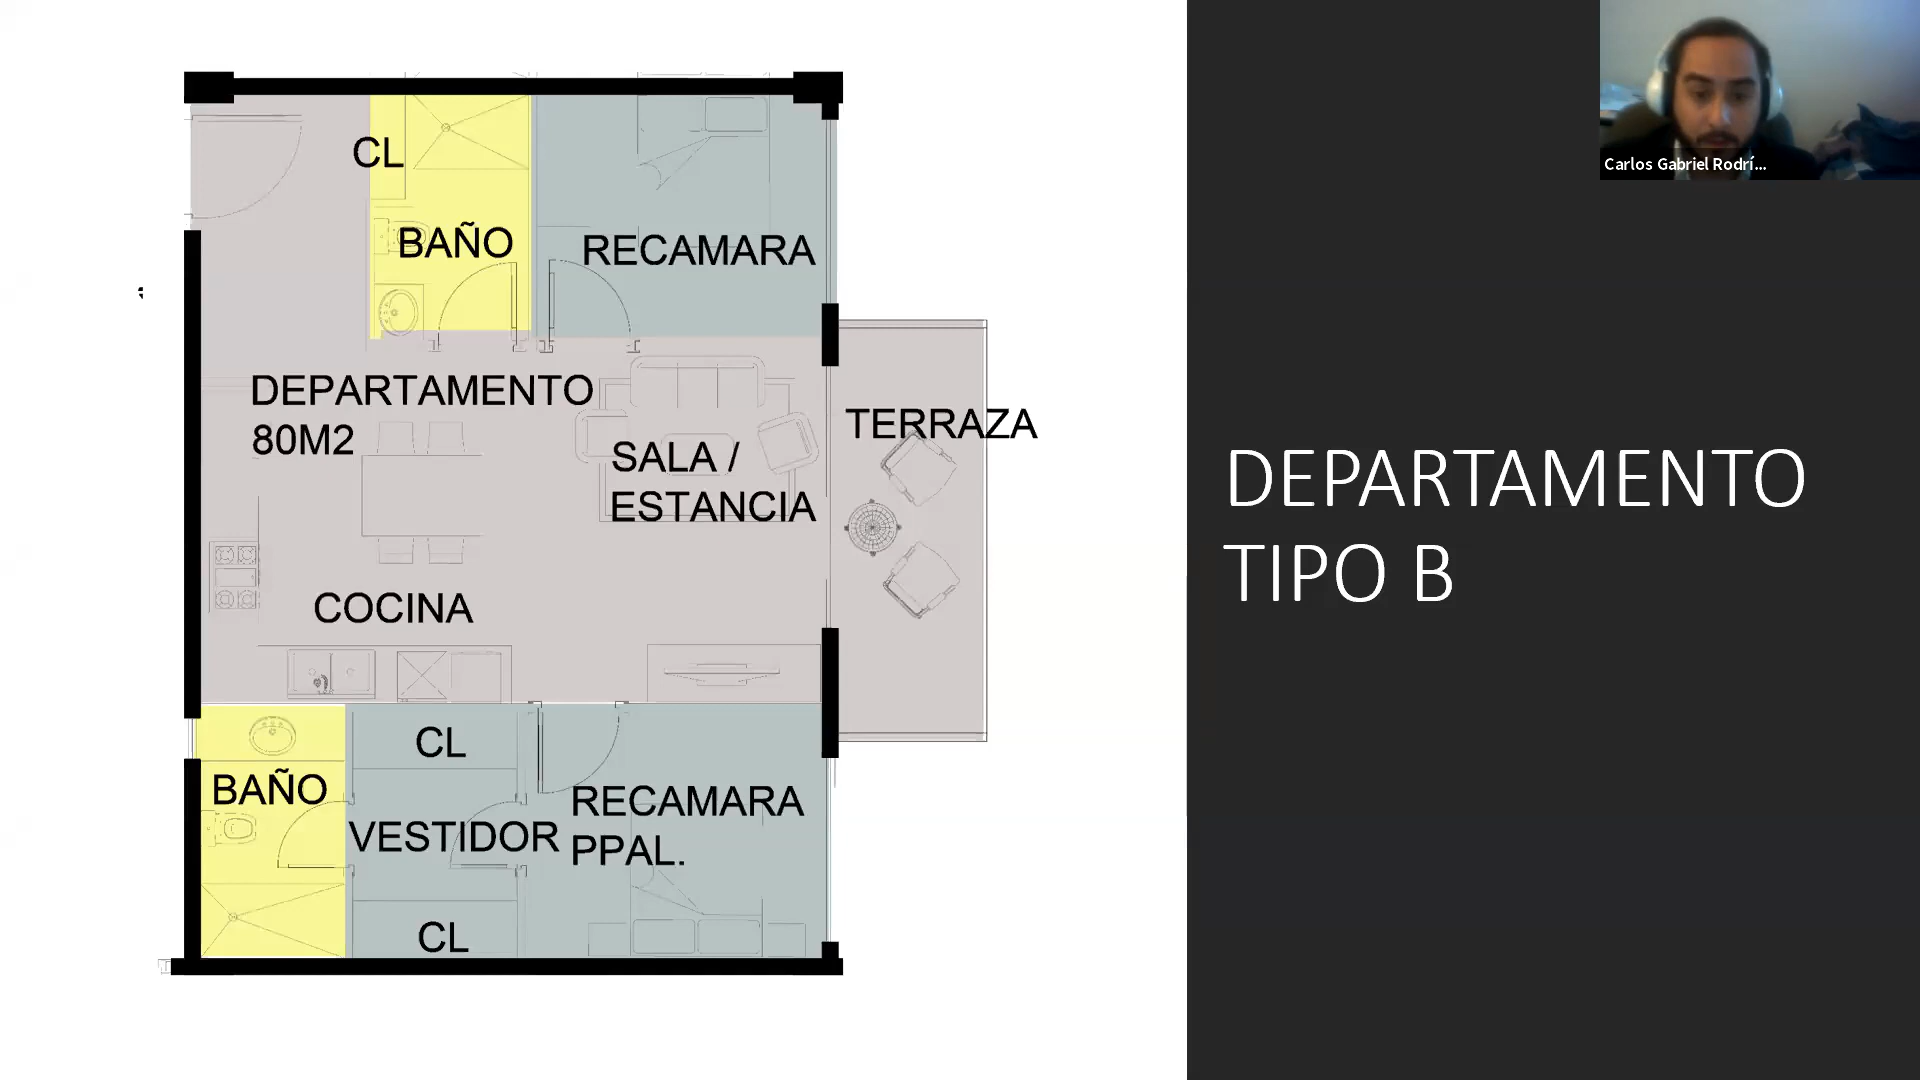 CL
BAÑO
RECAMARA
DEPARTAMENTO
80M2
SALA /
ESTANCIA
TERRAZA
COCINA
CL
BAÑO
VESTIDOR
RECAMARA
PPAL.
CL
DEPARTAMENTO
TIPO B
Carlos Gabriel Rodrí...